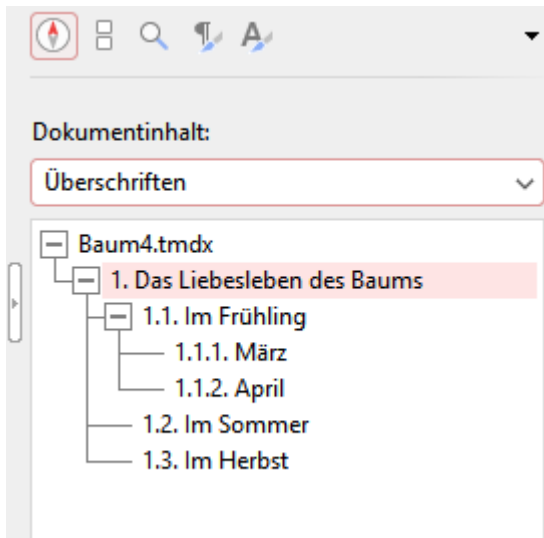 Dokumentinhalt:
Überschriften
Baum4.tmdx
1. Das Liebesleben des Baums
1.1. Im Frühling
1.1.1. März
1.1.2. April
1.2. Im Sommer
1.3. Im Herbst